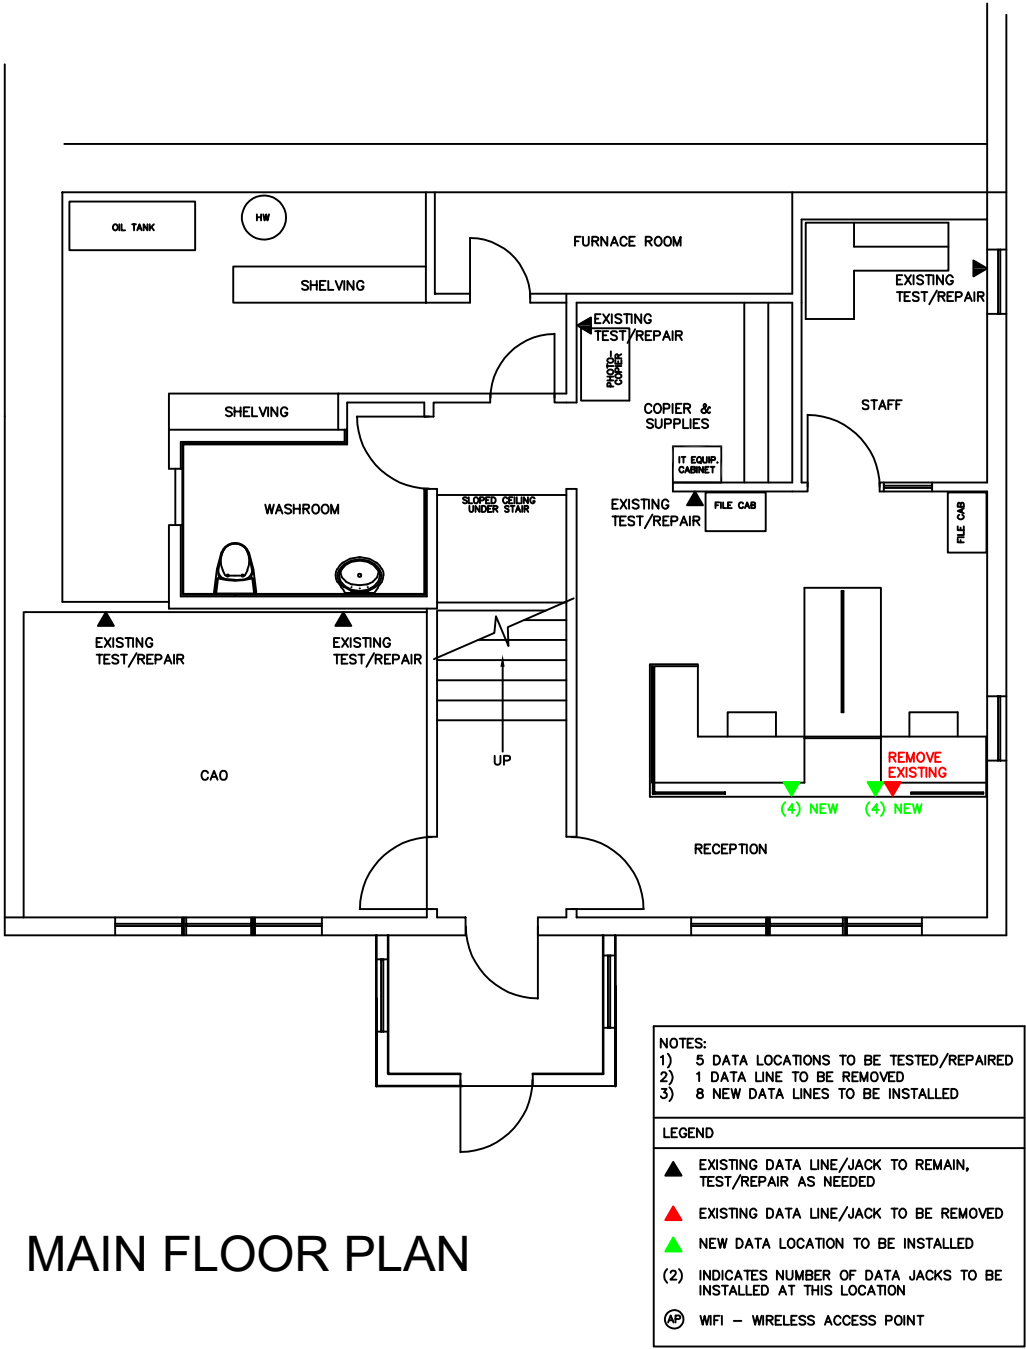 OIL TANK
HW
SHELVING
FURNACE ROOM
EXISTING
TEST/REPAIR
EXISTING
TEST/REPAIR
PHOTO-
COPIER
SHELVING
COPIER &
SUPPLIES
STAFF
IT EQUIP.
CABINET
WASHROOM
SLOPED CEILING
UNDER STAIR
EXISTING
TEST/REPAIR
FILE CAB
FILE CAB
EXISTING
TEST/REPAIR
EXISTING
TEST/REPAIR
UP
CAO
REMOVE
EXISTING
(4) NEW
(4) NEW
RECEPTION
NOTES:
1) 5 DATA LOCATIONS TO BE TESTED/REPAIRED
2) 1 DATA LINE TO BE REMOVED
3) 8 NEW DATA LINES TO BE INSTALLED
LEGEND
EXISTING DATA LINE/JACK TO REMAIN,
TEST/REPAIR AS NEEDED
EXISTING DATA LINE/JACK TO BE REMOVED
NEW DATA LOCATION TO BE INSTALLED
(2) INDICATES NUMBER OF DATA JACKS TO BE
INSTALLED AT THIS LOCATION
AP WIFI – WIRELESS ACCESS POINT
MAIN FLOOR PLAN